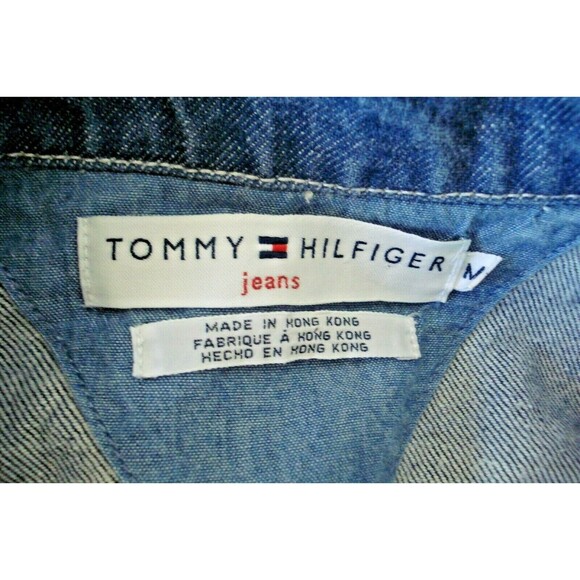 TOMMY HILFIGER
jeans
M
MADE IN HONG KONG
FABRIQUE À HONG KONG
HECHO EN HONG KONG